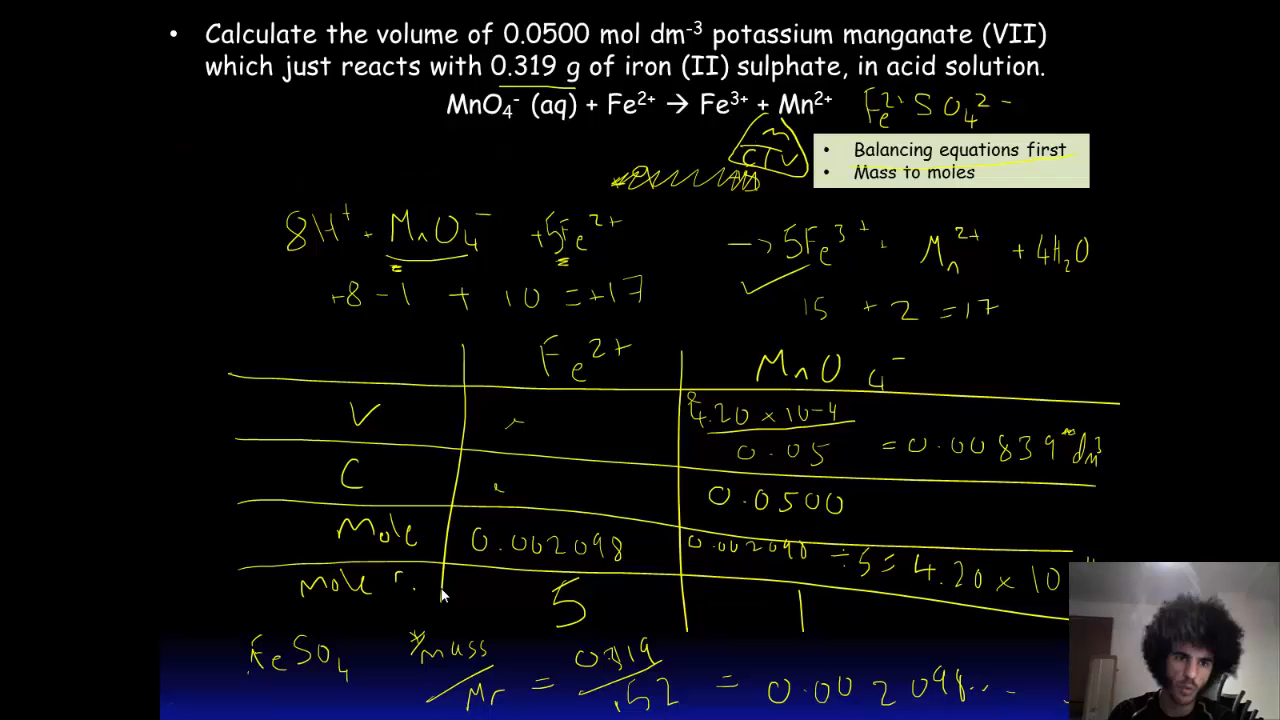 • Calculate the volume of 0.0500 mol dm-3 potassium manganate (VII)
which just reacts with 0.319 g of iron (II) sulphate, in acid solution.
MnO4- (aq) + Fe2+ → Fe3+ + Mn2+
Fe2+ SO4 2-
n
C T V
• Balancing equations first
• Mass to moles
8H+ + MnO4- + 5Fe2+ → 5Fe3+ + Mn2+ + 4H2O
+8 -1 + 10 = +17
15 + 2 = 17
Fe2+ MnO4-
V 4.20 x 10-4 / 0.05 = 0.00839 dm3
C 0.0500
Mole 0.002098 0.002098 ÷ 5 = 4.20 x 10
Mole r. 5 1
FeSO4 mass / Mr = 0.319 / 152 = 0.002098...